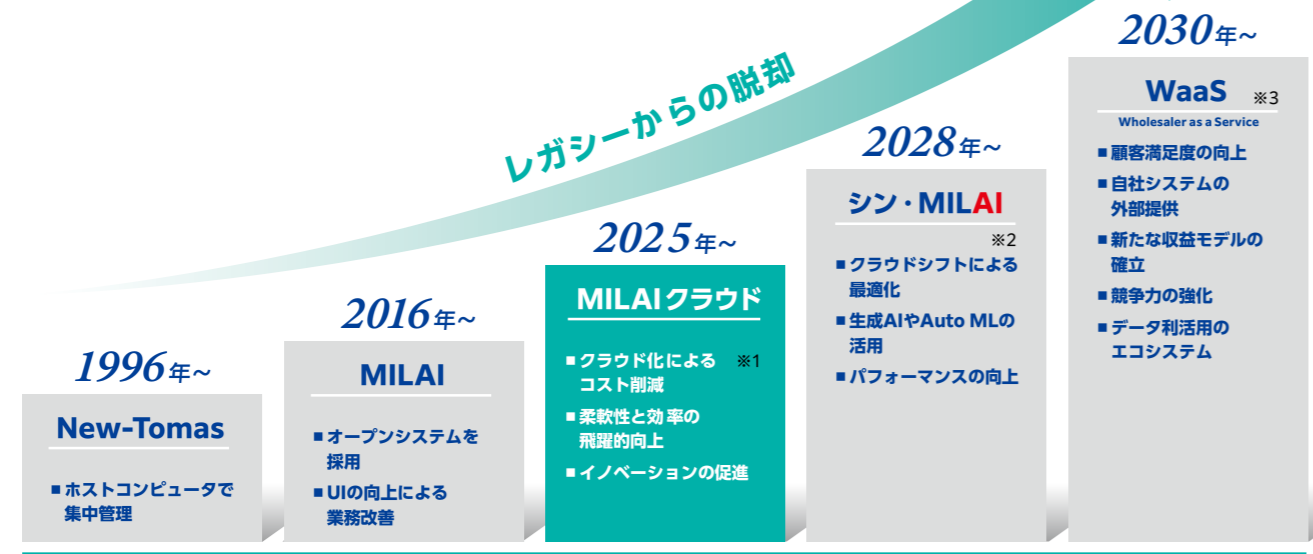 レガシーからの脱却
1996年~
New-Tomas
■ホストコンピュータで
集中管理
2016年~
MILAI
■オープンシステムを
採用
■UIの向上による
業務改善
2025年~
MILAIクラウド
■クラウド化による ※1
コスト削減
■柔軟性と効率の
飛躍的向上
■イノベーションの促進
2028年~
シン・MILAI
※2
■クラウドシフトによる
最適化
■生成AIやAuto MLの
活用
■パフォーマンスの向上
2030年~
WaaS ※3
Wholesaler as a Service
■顧客満足度の向上
■自社システムの
外部提供
■新たな収益モデルの
確立
■競争力の強化
■データ利活用の
エコシステム